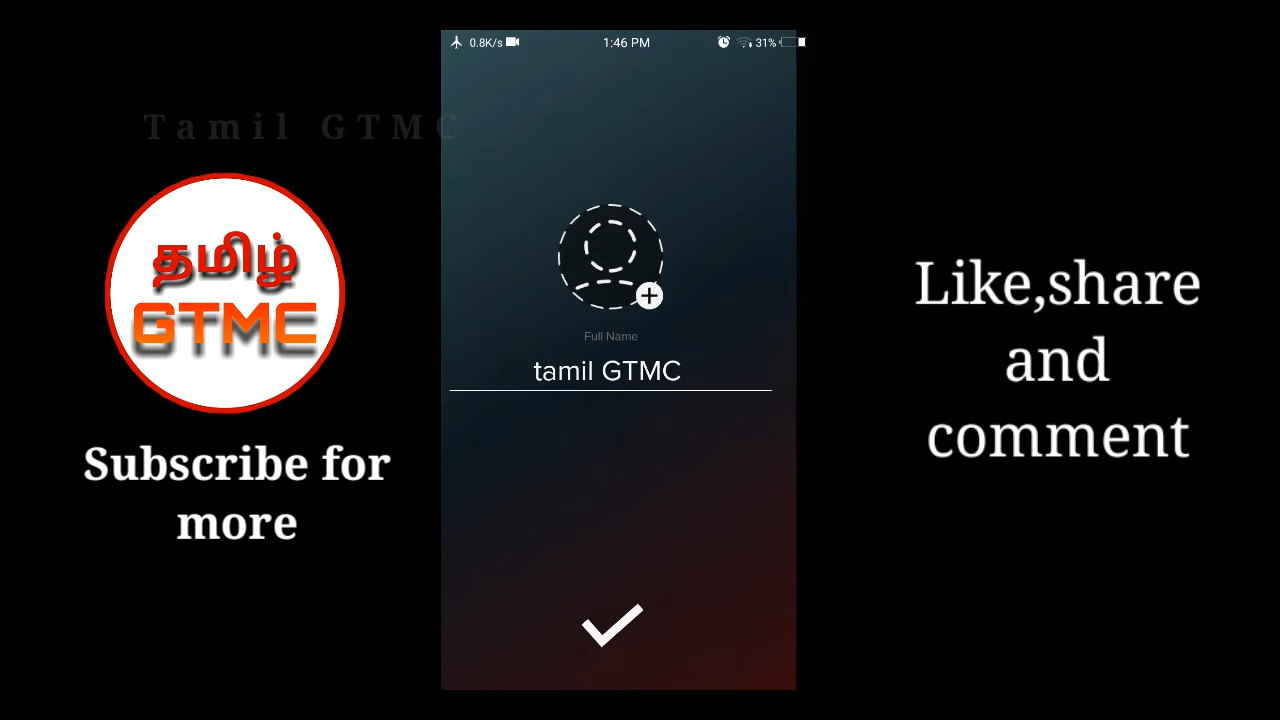 0.8K/s
1:46 PM
31%
Tamil GTMC
தமிழ்
GTMC
Subscribe for
more
Full Name
tamil GTMC
Like,share
and
comment